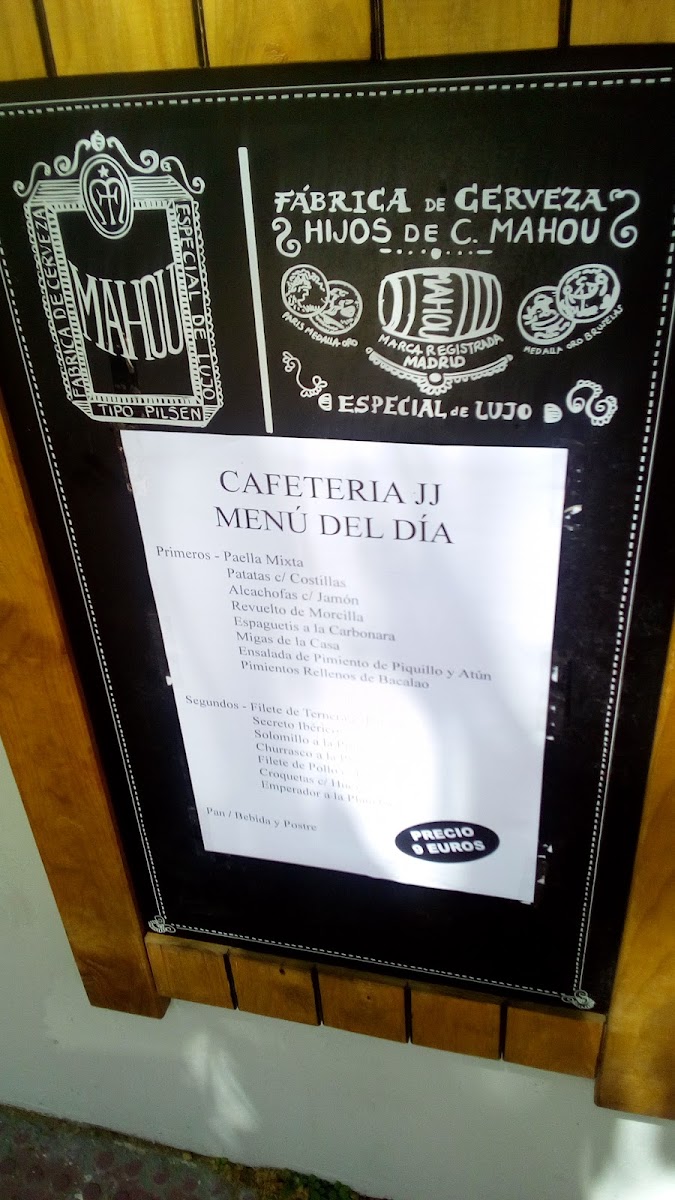 FÁBRICA DE CERVEZA
MAHOU
ESPECIAL DE LUJO
TIPO PILSEN
FÁBRICA DE CERVEZA
HIJOS DE C. MAHOU
PARIS MEDALLA ORO
MAHOU
MARCA REGISTRADA
MADRID
MEDALLA ORO BRUSELAS
ESPECIAL de LUJO
CAFETERIA JJ
MENÚ DEL DÍA
Primeros - Paella Mixta
Patatas c/ Costillas
Alcachofas c/ Jamón
Revuelto de Morcilla
Espaguetis a la Carbonara
Migas de la Casa
Ensalada de Pimiento de Piquillo y Atún
Pimientos Rellenos de Bacalao
Segundos - Filete de Ternera
Secreto Ibérico
Solomillo a la
Churrasco a la
Filete de Pollo
Croquetas c/
Emperador a la Plancha
Pan / Bebida y Postre
PRECIO
9 EUROS